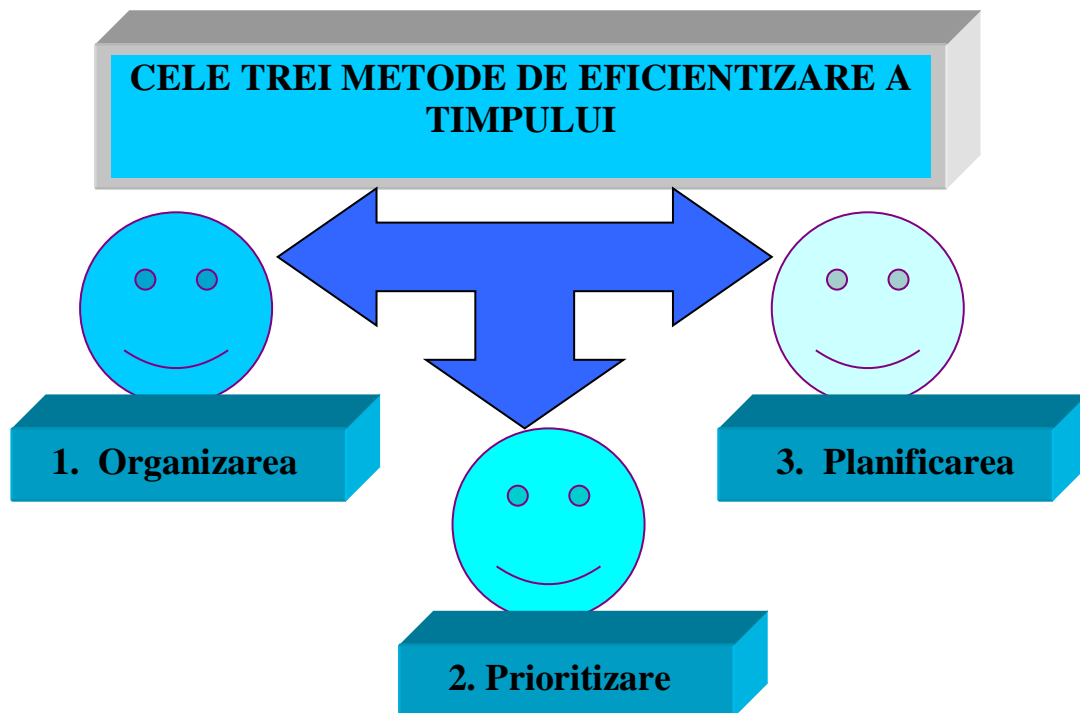 CELE TREI METODE DE EFICIENTIZARE A
TIMPULUI
1. Organizarea
2. Prioritizare
3. Planificarea